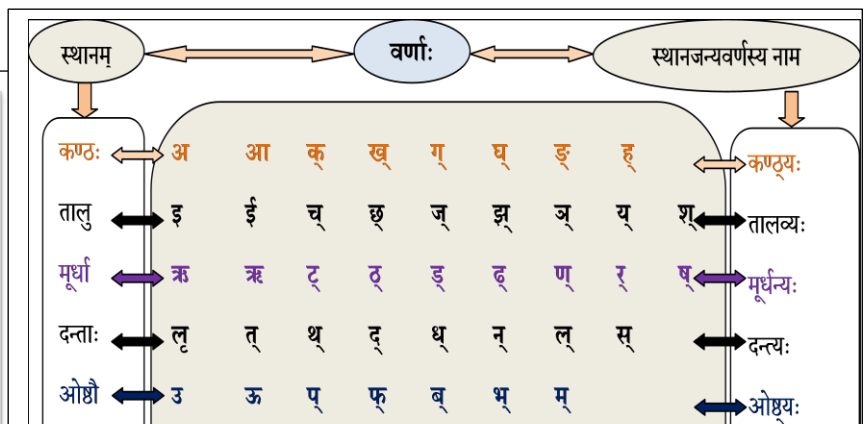 स्थानम् वर्णाः स्थानजन्यवर्णस्य नाम
कण्ठः अ आ क् ख् ग् घ् ङ् ह् कण्ठ्यः
तालु इ ई च् छ् ज् झ् ञ् य् श् तालव्यः
मूर्धा ऋ ऋ ट् ठ् ड् ढ् ण् र् ष् मूर्धन्यः
दन्ताः लृ त् थ् द् ध् न् ल् स् दन्त्यः
ओष्ठौ उ ऊ प् फ् ब् भ् म् ओष्ठ्यः